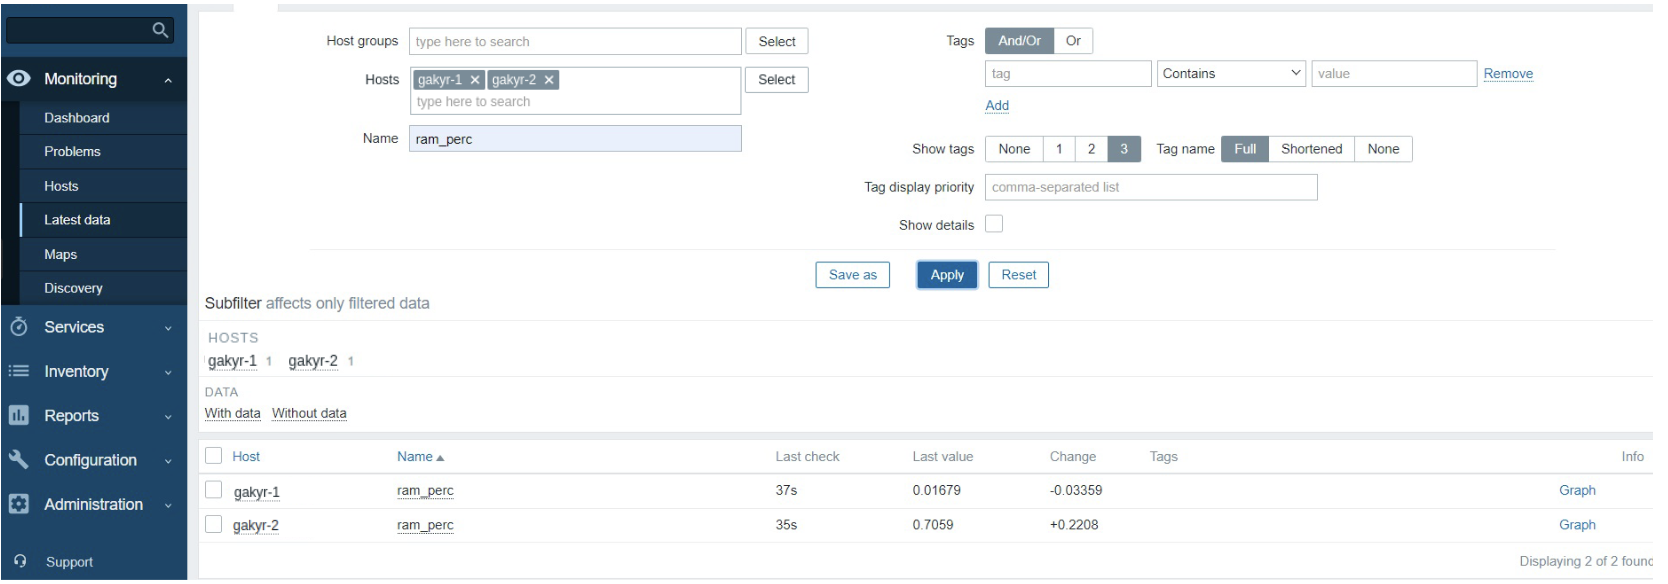 Monitoring
Dashboard
Problems
Hosts
Latest data
Maps
Discovery
Services
Inventory
Reports
Configuration
Administration
Support
Host groups type here to search Select
Hosts gakyr-1 gakyr-2 Select
type here to search
Name ram_perc
Tags And/Or Or
tag Contains value Remove
Add
Show tags None 1 2 3 Tag name Full Shortened None
Tag display priority comma-separated list
Show details
Save as Apply Reset
Subfilter affects only filtered data
HOSTS
gakyr-1 1 gakyr-2 1
DATA
With data Without data
Host Name Last check Last value Change Tags Info
gakyr-1 ram_perc 37s 0.01679 -0.03359 Graph
gakyr-2 ram_perc 35s 0.7059 +0.2208 Graph
Displaying 2 of 2 found